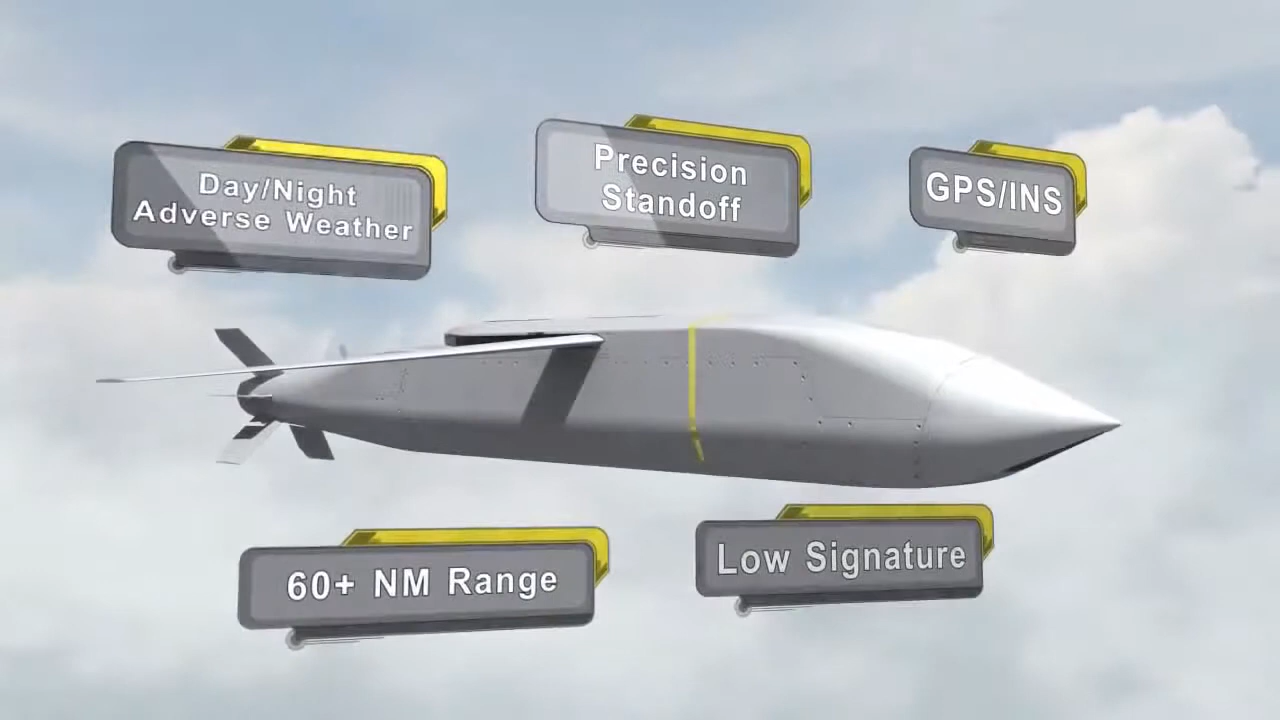 Day/Night
Adverse Weather
Precision
Standoff
GPS/INS
60+ NM Range
Low Signature